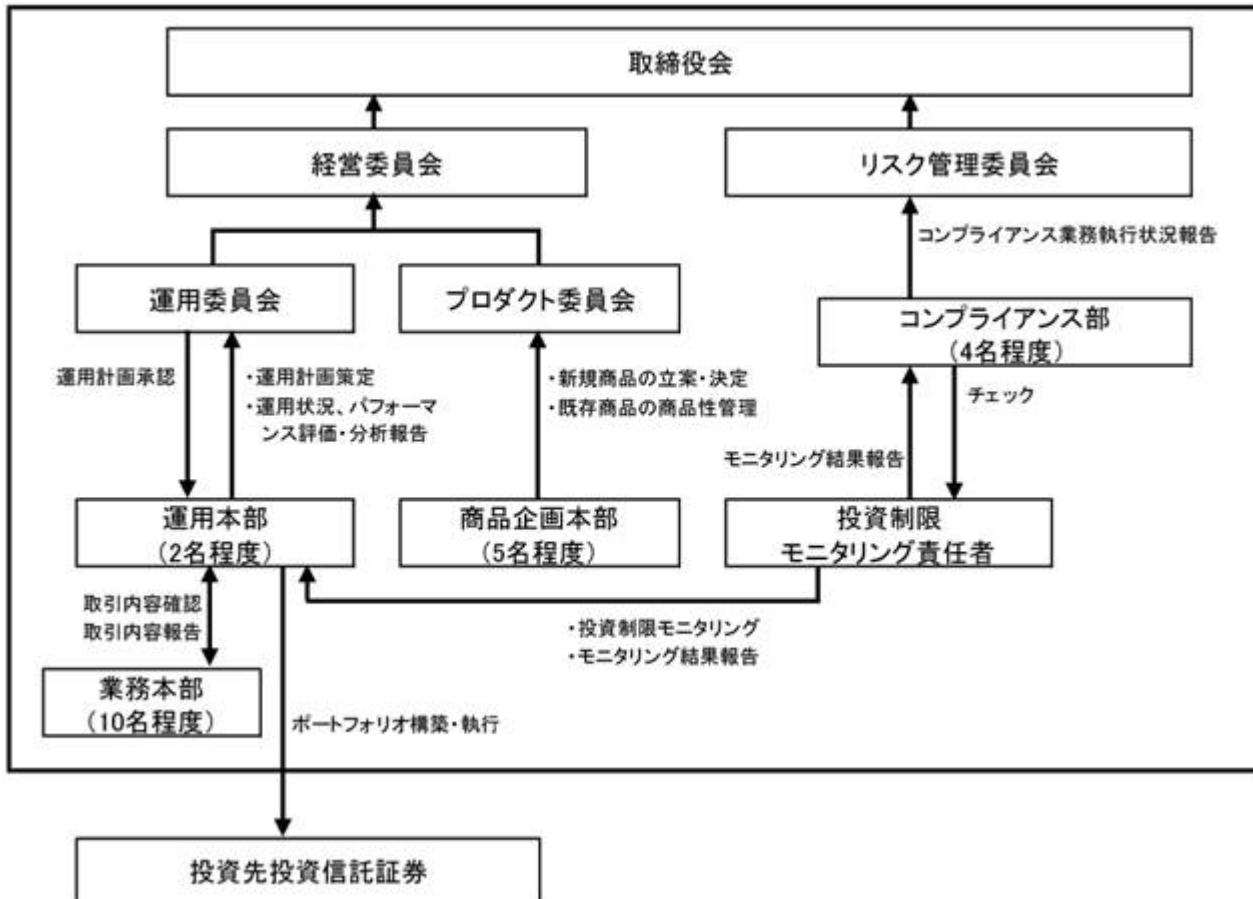 取締役会
経営委員会
リスク管理委員会
コンプライアンス業務執行状況報告
運用委員会
プロダクト委員会
コンプライアンス部
(4名程度)
運用計画承認
・運用計画策定
・運用状況、パフォーマ
ンス評価・分析報告
・新規商品の立案・決定
・既存商品の商品性管理
チェック
モニタリング結果報告
運用本部
(2名程度)
商品企画本部
(5名程度)
投資制限
モニタリング責任者
取引内容確認
取引内容報告
・投資制限モニタリング
・モニタリング結果報告
業務本部
(10名程度)
ポートフォリオ構築・執行
投資先投資信託証券